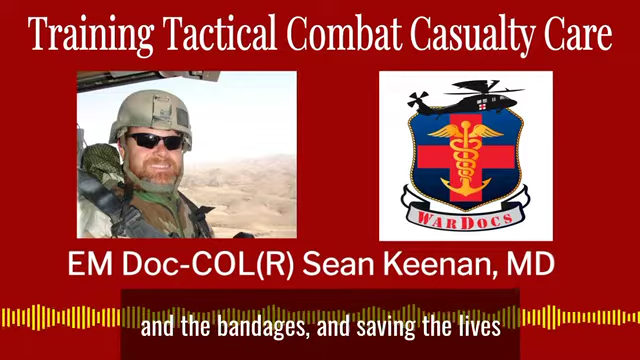 Training Tactical Combat Casualty Care
WARDOCS
EM Doc-COL(R) Sean Keenan, MD
and the bandages, and saving the lives